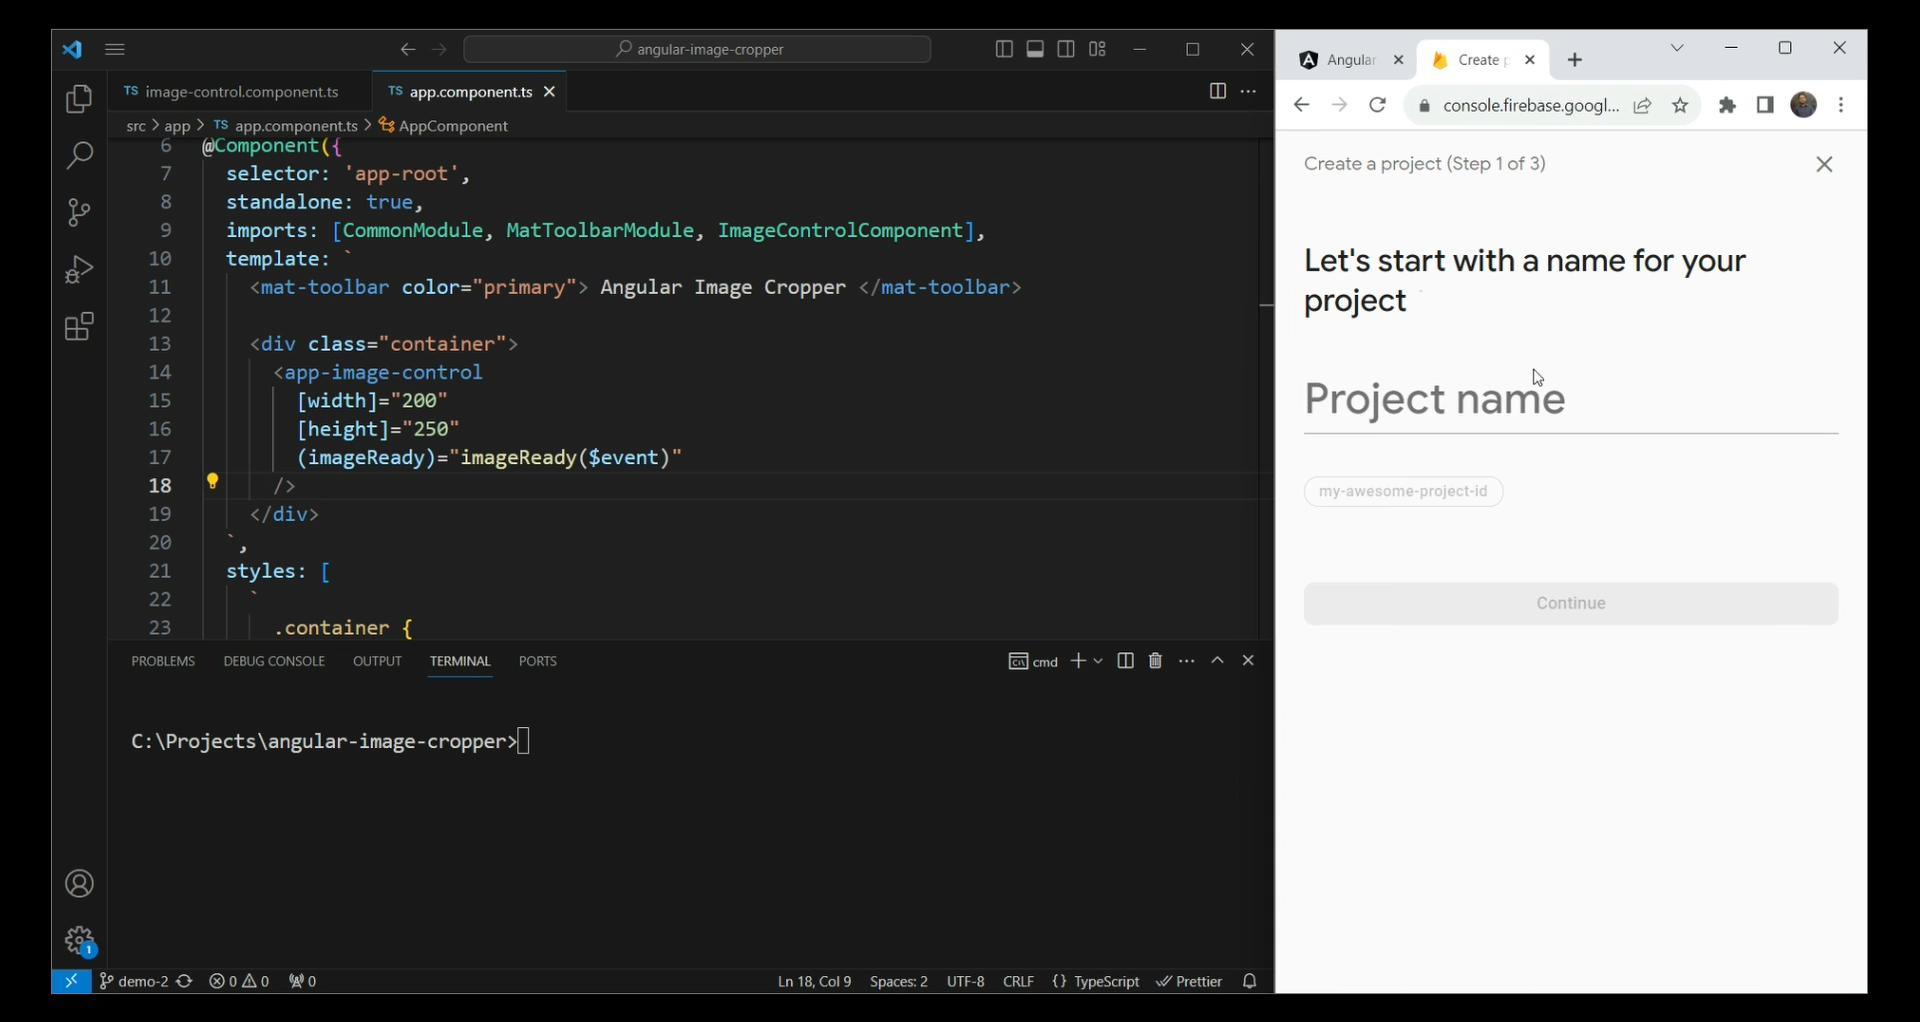 angular-image-cropper
TS image-control.component.ts
TS app.component.ts
src > app > TS app.component.ts > AppComponent
6 @Component({
7 selector: 'app-root',
8 standalone: true,
9 imports: [CommonModule, MatToolbarModule, ImageControlComponent],
10 template: `
11 <mat-toolbar color="primary"> Angular Image Cropper </mat-toolbar>
12
13 <div class="container">
14 <app-image-control
15 [width]="200"
16 [height]="250"
17 (imageReady)="imageReady($event)"
18 />
19 </div>
20 `,
21 styles: [
22 `
23 .container {
PROBLEMS DEBUG CONSOLE OUTPUT TERMINAL PORTS
cmd
C:\Projects\angular-image-cropper>
1
demo-2 0 0 0
Ln 18, Col 9 Spaces: 2 UTF-8 CRLF {} TypeScript Prettier
Angular
Create p
console.firebase.googl...
Create a project (Step 1 of 3)
Let's start with a name for your
project
Project name
my-awesome-project-id
Continue